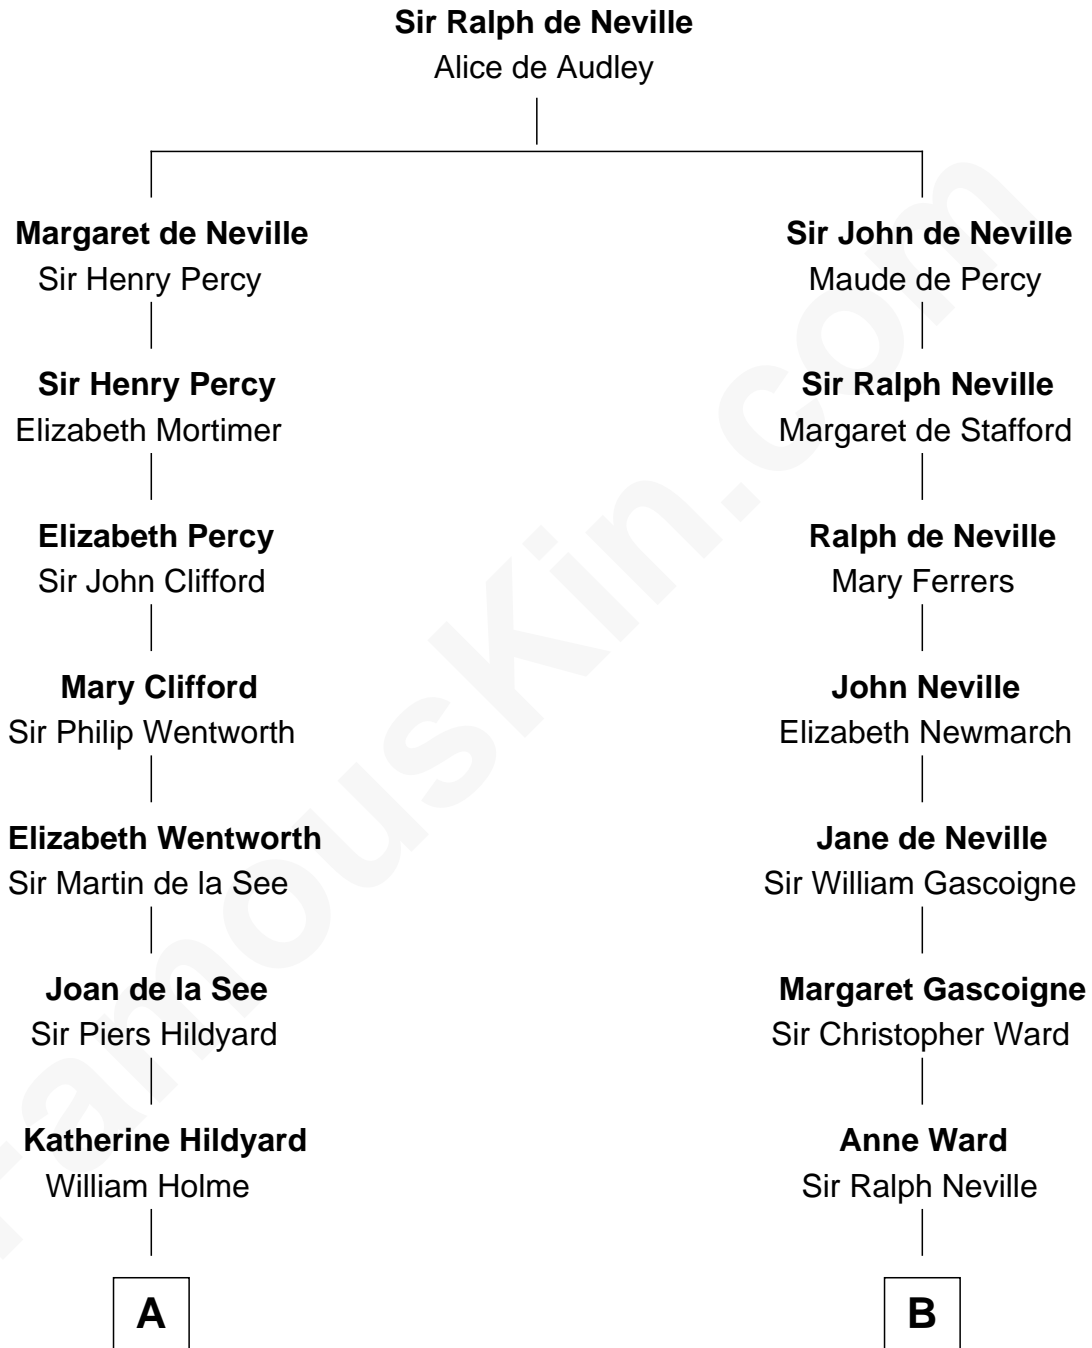 Sir Ralph de Neville
Alice de Audley
Margaret de Neville
Sir Henry Percy
Sir John de Neville
Maude de Percy
Sir Henry Percy
Elizabeth Mortimer
Sir Ralph Neville
Margaret de Stafford
Elizabeth Percy
Sir John Clifford
Ralph de Neville
Mary Ferrers
Mary Clifford
Sir Philip Wentworth
John Neville
Elizabeth Newmarch
Elizabeth Wentworth
Sir Martin de la See
Jane de Neville
Sir William Gascoigne
Joan de la See
Sir Piers Hildyard
Margaret Gascoigne
Sir Christopher Ward
Katherine Hildyard
William Holme
Anne Ward
Sir Ralph Neville
A
B
FamousKin.com